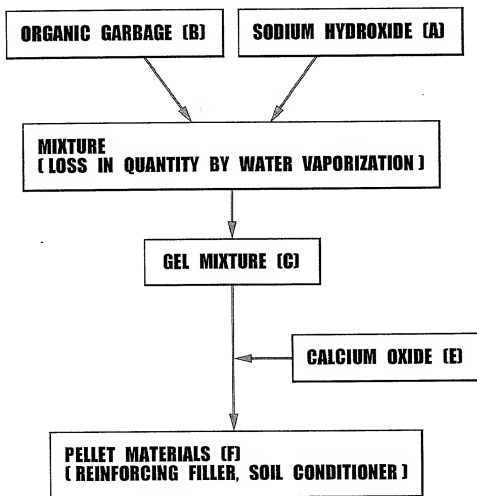 ORGANIC GARBAGE (B)
SODIUM HYDROXIDE (A)
MIXTURE
( LOSS IN QUANTITY BY WATER VAPORIZATION )
GEL MIXTURE (C)
CALCIUM OXIDE (E)
PELLET MATERIALS (F)
( REINFORCING FILLER, SOIL CONDITIONER )